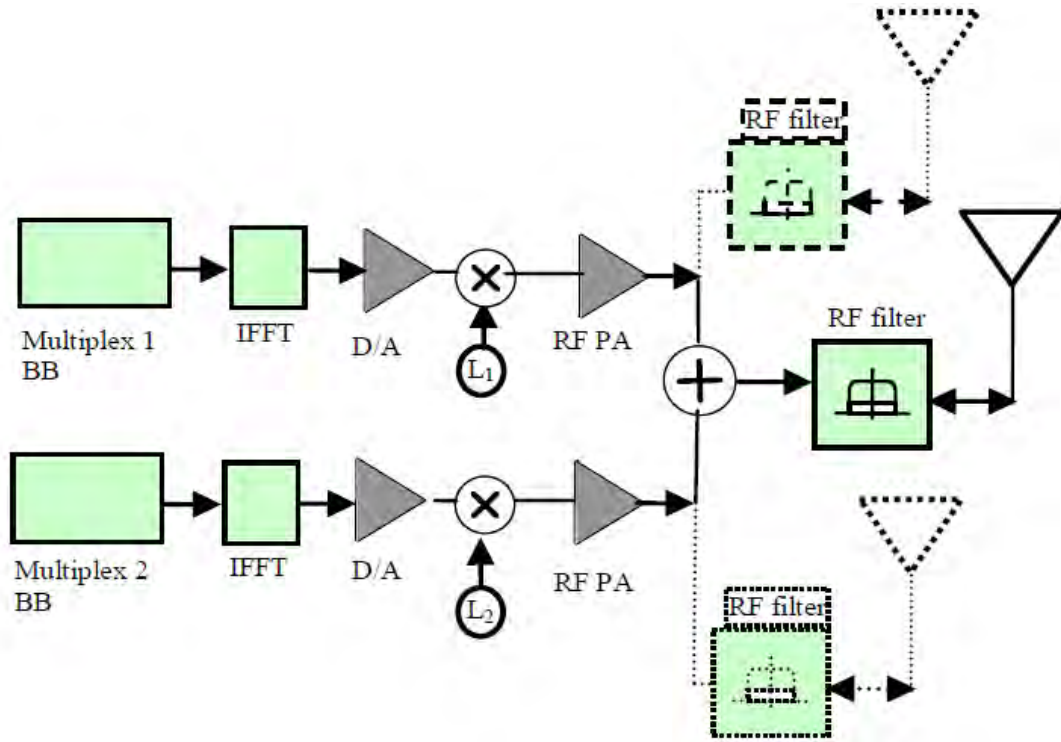 RF filter
RF filter
Multiplex 1
BB
IFFT
D/A
L1
RF PA
Multiplex 2
BB
IFFT
D/A
L2
RF PA
RF filter